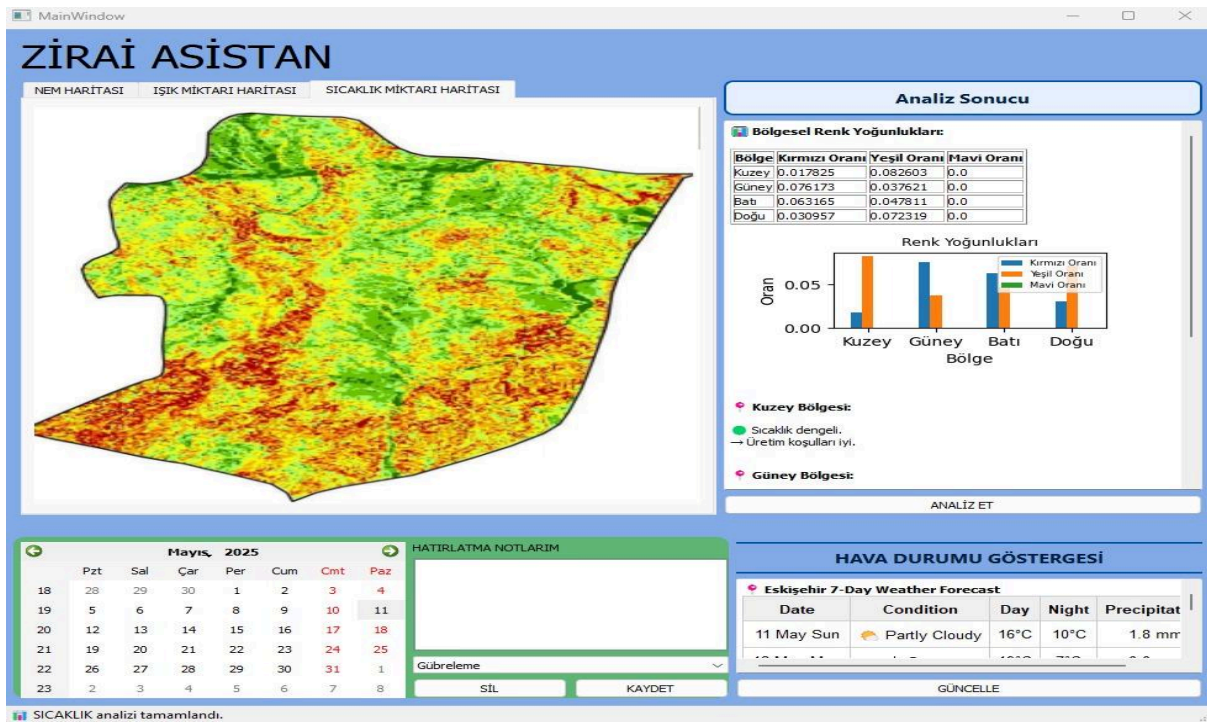 MainWindow
ZİRAİ ASİSTAN
NEM HARİTASI IŞIK MİKTARI HARİTASI SICAKLIK MİKTARI HARİTASI
Analiz Sonucu
Bölgesel Renk Yoğunlukları:
Bölge Kırmızı Oranı Yeşil Oranı Mavi Oranı
Kuzey 0.017825 0.082603 0.0
Güney 0.076173 0.037621 0.0
Batı 0.063165 0.047811 0.0
Doğu 0.030957 0.072319 0.0
Renk Yoğunlukları
Kırmızı Oranı
Yeşil Oranı
Mavi Oranı
Oran
0.05
0.00
Kuzey Güney Batı Doğu
Bölge
Kuzey Bölgesi:
Sıcaklık dengeli.
→ Üretim koşulları iyi.
Güney Bölgesi:
ANALİZ ET
Mayıs, 2025
Pzt Sal Çar Per Cum Cmt Paz
18 28 29 30 1 2 3 4
19 5 6 7 8 9 10 11
20 12 13 14 15 16 17 18
21 19 20 21 22 23 24 25
22 26 27 28 29 30 31 1
23 2 3 4 5 6 7 8
HATIRLATMA NOTLARIM
Gübreleme
SİL KAYDET
HAVA DURUMU GÖSTERGESİ
Eskişehir 7-Day Weather Forecast
Date Condition Day Night Precipitat
11 May Sun Partly Cloudy 16°C 10°C 1.8 mm
GÜNCELLE
SICAKLIK analizi tamamlandı.